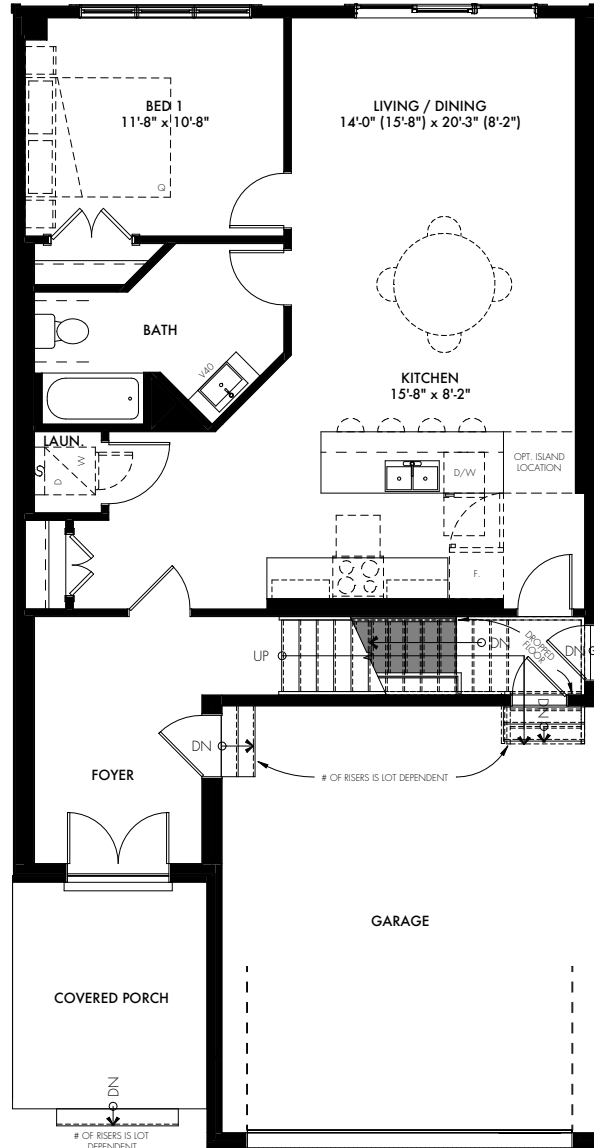 BED 1
11'-8" x 10'-8"
LIVING / DINING
14'-0" (15'-8") x 20'-3" (8'-2")
Q
BATH
V40
KITCHEN
15'-8" x 8'-2"
LAUN.
S
D
W
D/W
OPT. ISLAND
LOCATION
F.
UP
DN
DROPPED
FLOOR
DN
DN
DN
FOYER
# OF RISERS IS LOT DEPENDENT
GARAGE
COVERED PORCH
DN
# OF RISERS IS LOT
DEPENDENT